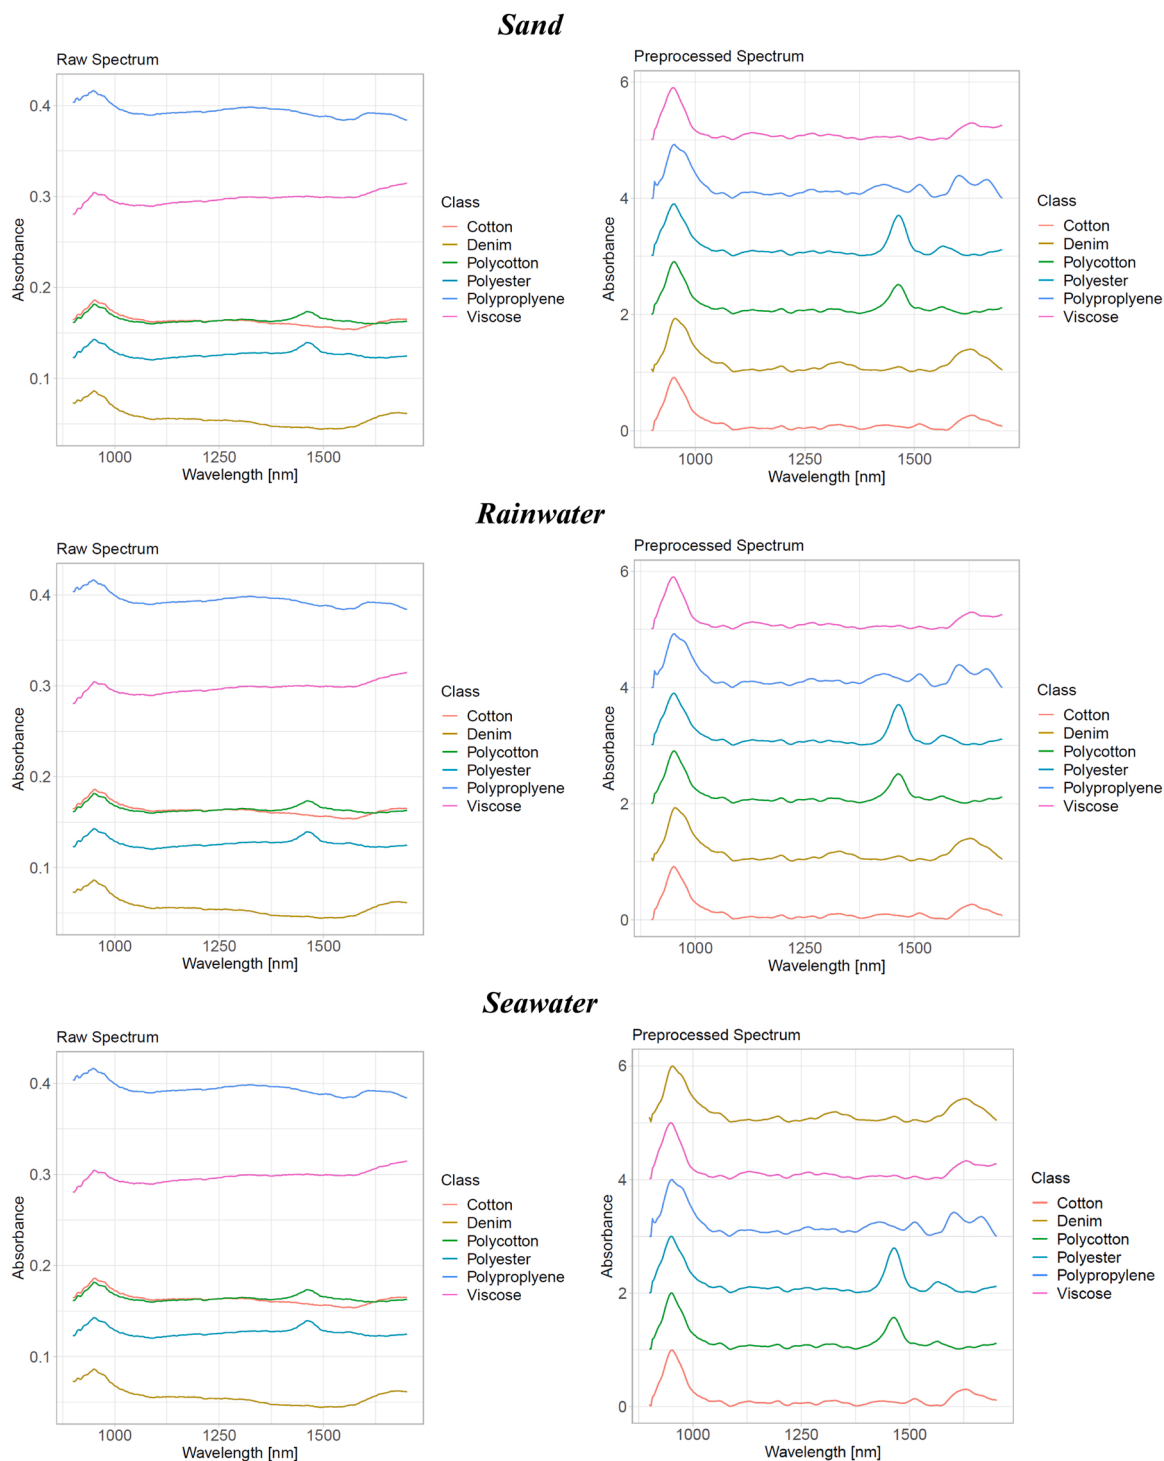 Sand
Raw Spectrum
Absorbance
0.4
0.3
0.2
0.1
1000 1250 1500
Wavelength [nm]
Class
Cotton
Denim
Polycotton
Polyester
Polyproplyene
Viscose
Preprocessed Spectrum
Absorbance
6
4
2
0
1000 1250 1500
Wavelength [nm]
Class
Cotton
Denim
Polycotton
Polyester
Polyproplyene
Viscose
Rainwater
Raw Spectrum
Absorbance
0.4
0.3
0.2
0.1
1000 1250 1500
Wavelength [nm]
Class
Cotton
Denim
Polycotton
Polyester
Polyproplyene
Viscose
Preprocessed Spectrum
Absorbance
6
4
2
0
1000 1250 1500
Wavelength [nm]
Class
Cotton
Denim
Polycotton
Polyester
Polyproplyene
Viscose
Seawater
Raw Spectrum
Absorbance
0.4
0.3
0.2
0.1
1000 1250 1500
Wavelength [nm]
Class
Cotton
Denim
Polycotton
Polyester
Polyproplyene
Viscose
Preprocessed Spectrum
Absorbance
6
4
2
0
1000 1250 1500
Wavelength [nm]
Class
Cotton
Denim
Polycotton
Polyester
Polypropylene
Viscose